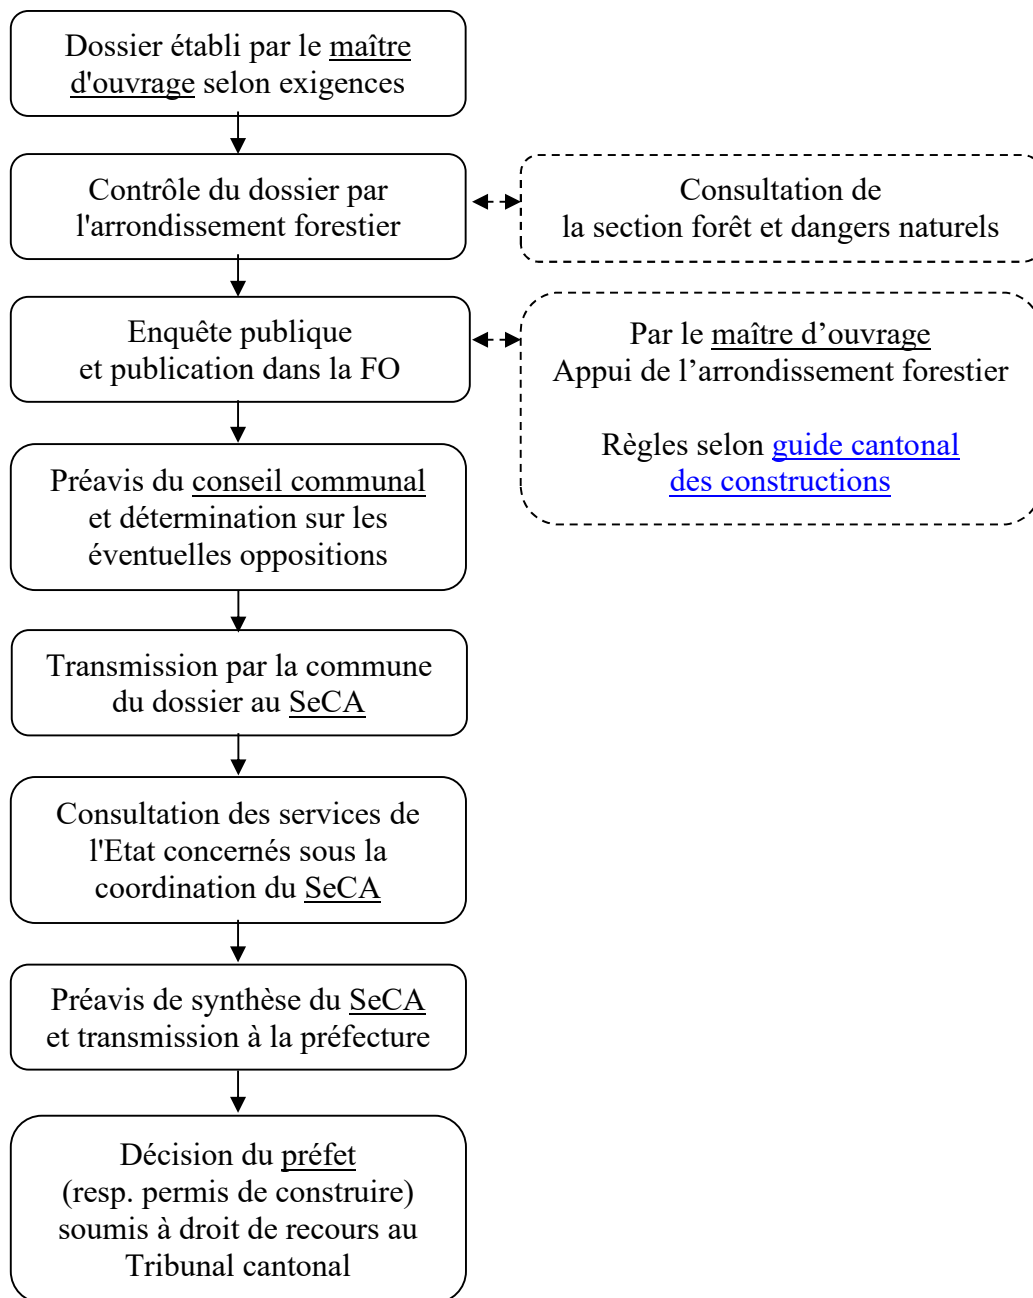 Dossier établi par le maître
d'ouvrage selon exigences
Contrôle du dossier par
l'arrondissement forestier
Consultation de
la section forêt et dangers naturels
Enquête publique
et publication dans la FO
Par le maître d’ouvrage
Appui de l’arrondissement forestier
Règles selon guide cantonal
des constructions
Préavis du conseil communal
et détermination sur les
éventuelles oppositions
Transmission par la commune
du dossier au SeCA
Consultation des services de
l'Etat concernés sous la
coordination du SeCA
Préavis de synthèse du SeCA
et transmission à la préfecture
Décision du préfet
(resp. permis de construire)
soumis à droit de recours au
Tribunal cantonal